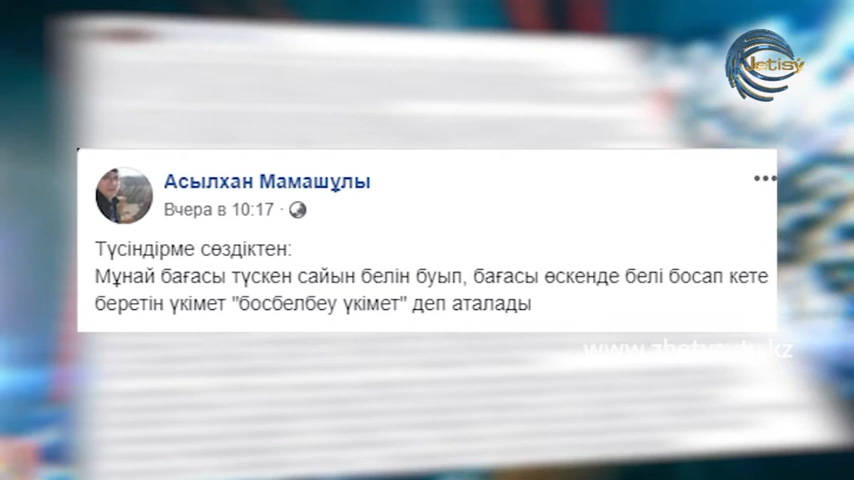 Jetisý
Асылхан Мамашұлы
Вчера в 10:17 ·
Түсіндірме сөздіктен:
Мұнай бағасы түскен сайын белін буып, бағасы өскенде белі босап кете
беретін үкімет "босбелбеу үкімет" деп аталады